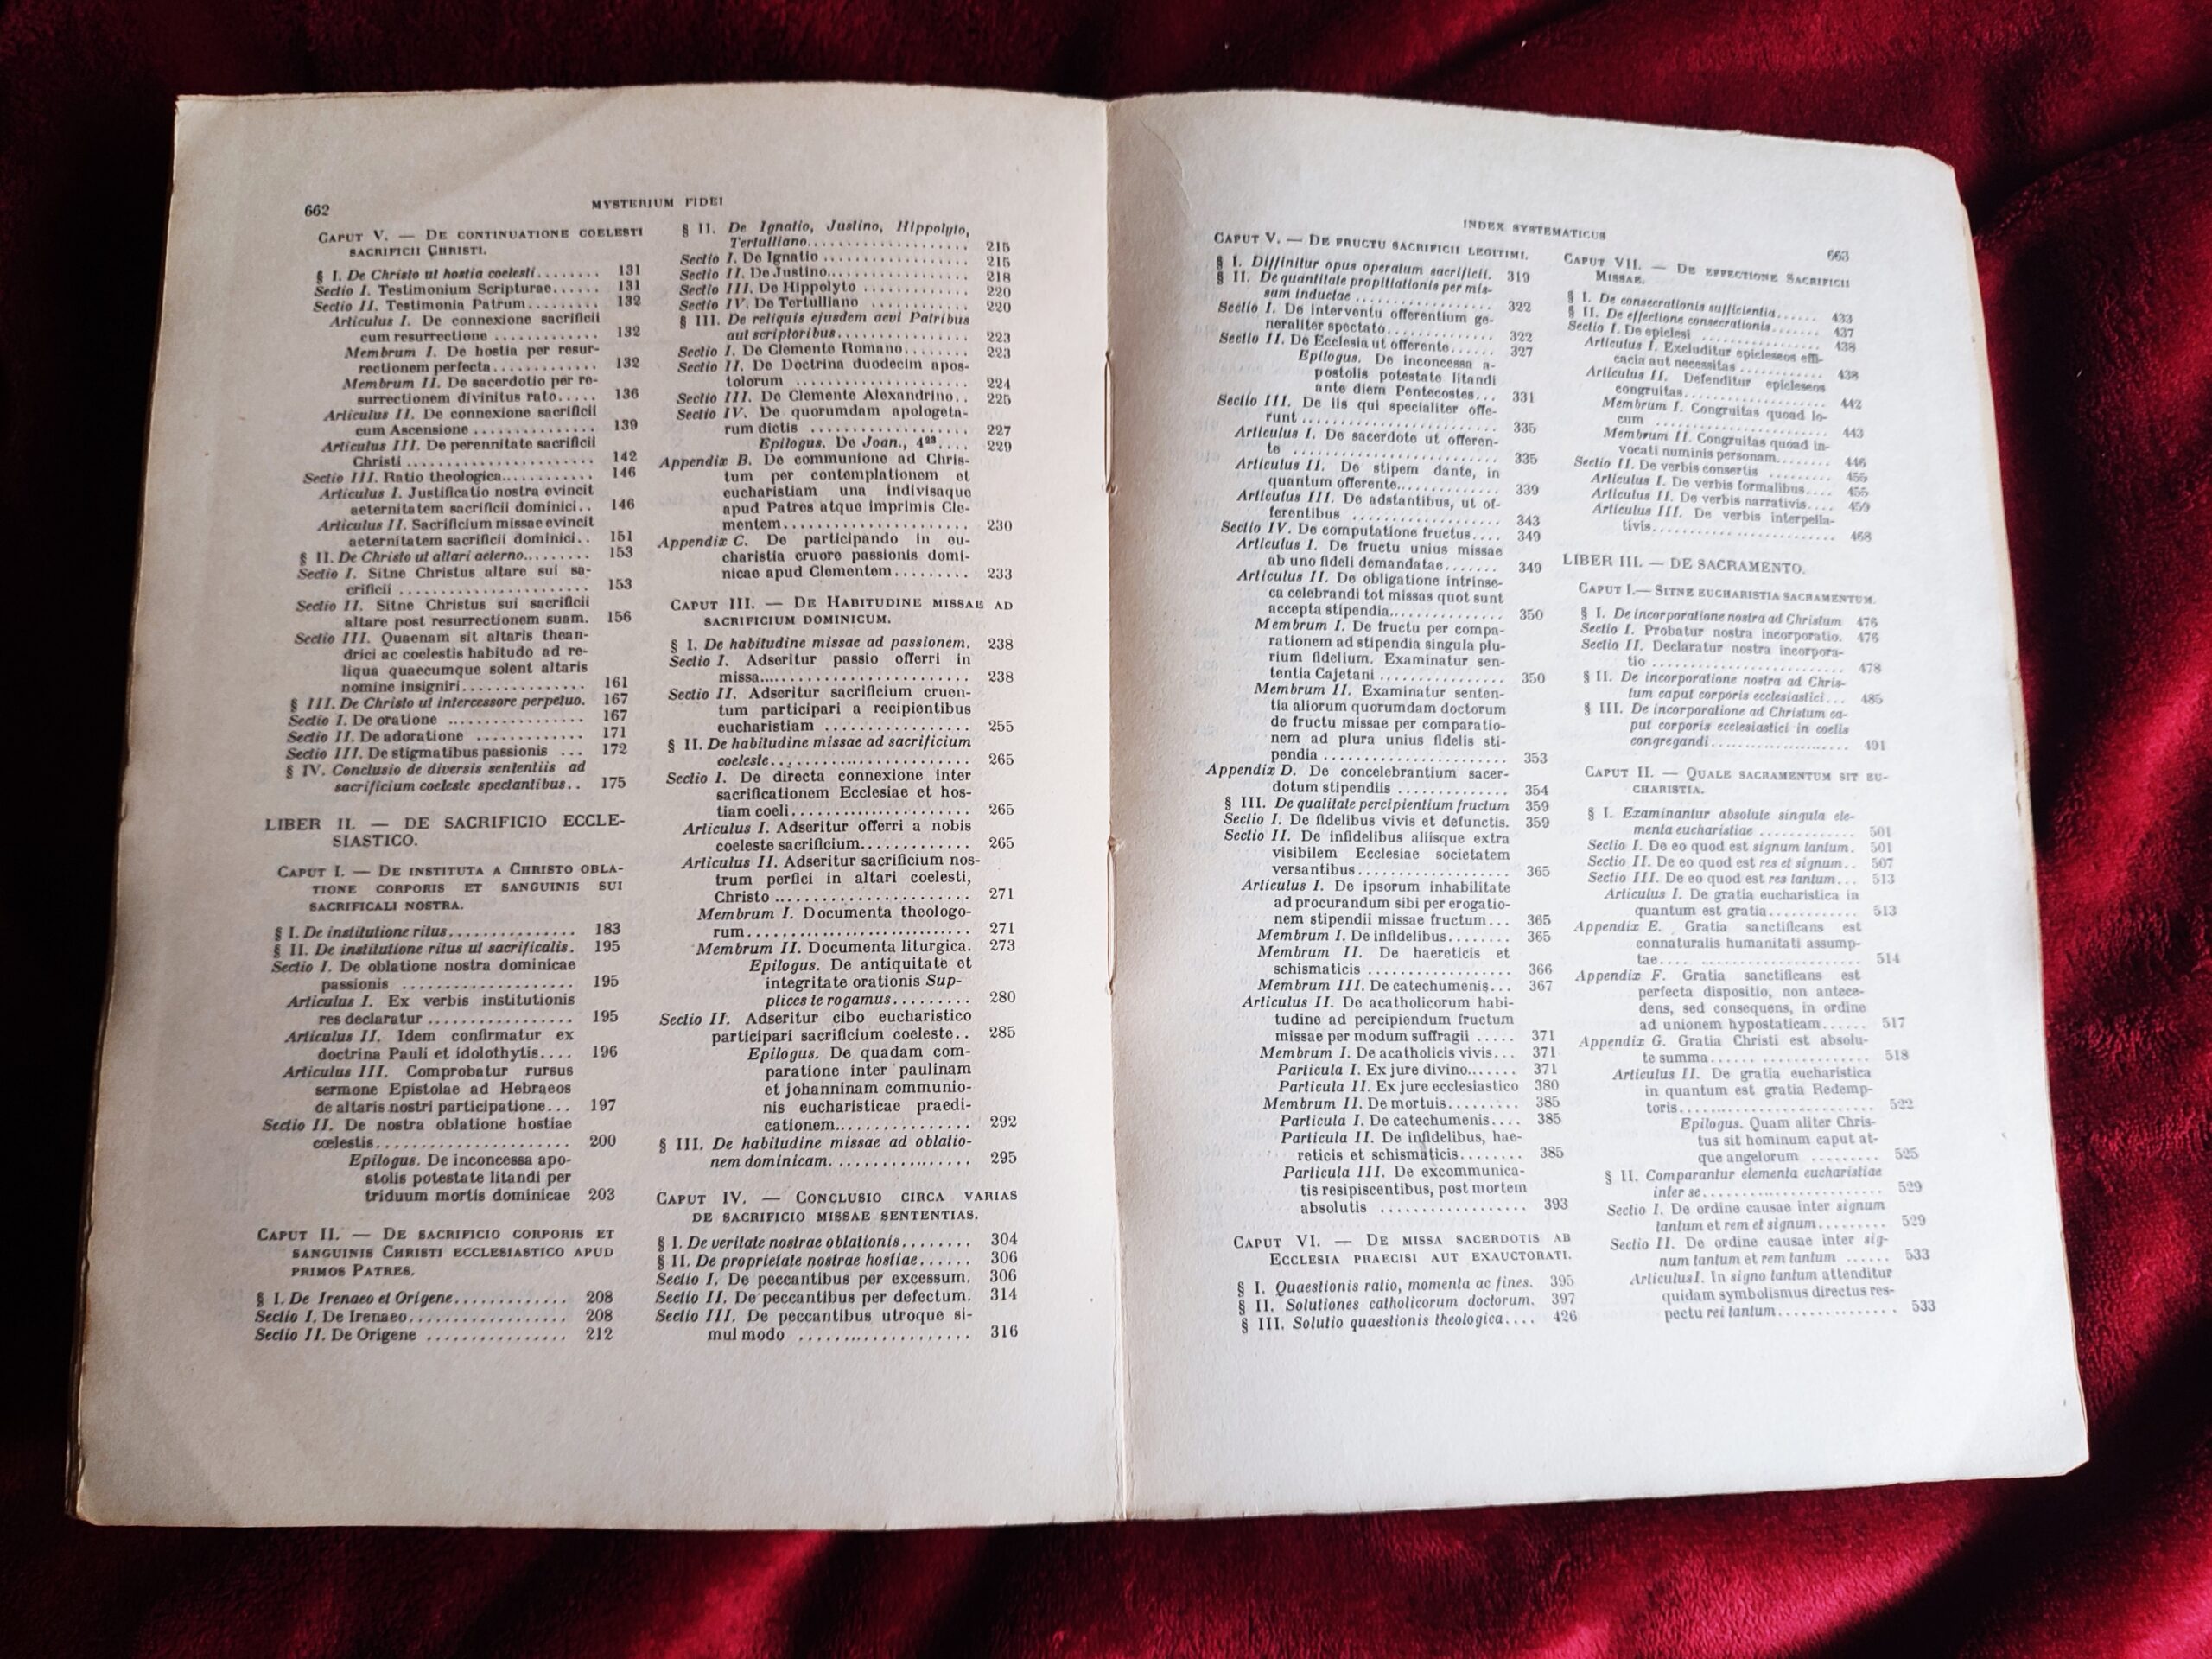 662
MYSTERIUM FIDEI
CAPUT V. — DE CONTINUATIONE COELESTI
SACRIFICII CHRISTI.
§ I. De Christo ut hostia coelesti........ 131
Sectio I. Testimonium Scripturae...... 131
Sectio II. Testimonia Patrum......... 132
Articulus I. De connexione sacrificii
cum resurrectione ............ 132
Membrum I. De hostia per resur-
rectionem perfecta............ 132
Membrum II. De sacerdotio per re-
surrectionem divinitus rato..... 136
Articulus II. De connexione sacrificii
cum Ascensione .............. 139
Articulus III. De perennitate sacrificii
Christi ...................... 142
Sectio III. Ratio theologica........... 146
Articulus I. Justificatio nostra evincit
aeternitatem sacrificii dominici.. 146
Articulus II. Sacrificium missae evincit
aeternitatem sacrificii dominici.. 151
§ II. De Christo ut altari aeterno......... 153
Sectio I. Sitne Christus altare sui sa-
crificii ...................... 153
Sectio II. Sitne Christus sui sacrificii
altare post resurrectionem suam. 156
Sectio III. Quaenam sit altaris thean-
drici ac coelestis habitudo ad re-
liqua quaecumque solent altaris
nomine insigniri............... 161
§ III. De Christo ut intercessore perpetuo. 167
Sectio I. De oratione ................. 167
Sectio II. De adoratione ............. 171
Sectio III. De stigmatibus passionis ... 172
§ IV. Conclusio de diversis sententiis ad
sacrificium coeleste spectantibus.. 175
LIBER II. — DE SACRIFICIO ECCLE-
SIASTICO.
CAPUT I. — DE INSTITUTA A CHRISTO OBLA-
TIONE CORPORIS ET SANGUINIS SUI
SACRIFICALI NOSTRA.
§ I. De institutione ritus............... 183
§ II. De institutione ritus ut sacrificalis. 195
Sectio I. De oblatione nostra dominicae
passionis .................... 195
Articulus I. Ex verbis institutionis
res declaratur ................. 195
Articulus II. Idem confirmatur ex
doctrina Pauli et idolothytis.... 196
Articulus III. Comprobatur rursus
sermone Epistolae ad Hebraeos
de altaris nostri participatione... 197
Sectio II. De nostra oblatione hostiae
cœlestis...................... 200
Epilogus. De inconcessa apo-
stolis potestate litandi per
triduum mortis dominicae 203
CAPUT II. — DE SACRIFICIO CORPORIS ET
SANGUINIS CHRISTI ECCLESIASTICO APUD
PRIMOS PATRES.
§ I. De Irenaeo et Origene............. 208
Sectio I. De Irenaeo.................. 208
Sectio II. De Origene ................ 212
§ II. De Ignatio, Justino, Hippolyto,
Tertulliano................... 215
Sectio I. De Ignatio ................. 215
Sectio II. De Justino................ 218
Sectio III. De Hippolyto ............ 220
Sectio IV. De Tertulliano ........... 220
§ III. De reliquis ejusdem aevi Patribus
aut scriptoribus............... 223
Sectio I. De Clemente Romano........ 223
Sectio II. De Doctrina duodecim apos-
tolorum .................... 224
Sectio III. De Clemente Alexandrino.. 225
Sectio IV. De quorumdam apologeta-
rum dictis ................... 227
Epilogus. De Joan., 4²³.... 229
Appendix B. De communione ad Chris-
tum per contemplationem et
eucharistiam una indivisaque
apud Patres atque imprimis Cle-
mentem...................... 230
Appendix C. De participando in eu-
charistia cruore passionis domi-
nicae apud Clementem......... 233
CAPUT III. — DE HABITUDINE MISSAE AD
SACRIFICIUM DOMINICUM.
§ I. De habitudine missae ad passionem. 238
Sectio I. Adseritur passio offerri in
missa........................ 238
Sectio II. Adseritur sacrificium cruen-
tum participari a recipientibus
eucharistiam ................. 255
§ II. De habitudine missae ad sacrificium
coeleste....................... 265
Sectio I. De directa connexione inter
sacrificationem Ecclesiae et hos-
tiam coeli..................... 265
Articulus I. Adseritur offerri a nobis
coeleste sacrificium............. 265
Articulus II. Adseritur sacrificium nos-
trum perfici in altari coelesti,
Christo ...................... 271
Membrum I. Documenta theologo-
rum......................... 271
Membrum II. Documenta liturgica. 273
Epilogus. De antiquitate et
integritate orationis Sup-
plices te rogamus......... 280
Sectio II. Adseritur cibo eucharistico
participari sacrificium coeleste.. 285
Epilogus. De quadam com-
paratione inter paulinam
et johanninam communio-
nis eucharisticae praedi-
cationem................ 292
§ III. De habitudine missae ad oblatio-
nem dominicam................ 295
CAPUT IV. — CONCLUSIO CIRCA VARIAS
DE SACRIFICIO MISSAE SENTENTIAS.
§ I. De veritate nostrae oblationis........ 304
§ II. De proprietate nostrae hostiae...... 306
Sectio I. De peccantibus per excessum. 306
Sectio II. De peccantibus per defectum. 314
Sectio III. De peccantibus utroque si-
mul modo .................... 316
INDEX SYSTEMATICUS
663
CAPUT V. — DE FRUCTU SACRIFICII LEGITIMI.
§ I. Diffinitur opus operatum sacrificii. 319
§ II. De quantitate propitiationis per mis-
sam inductae ................. 322
Sectio I. De interventu offerentium ge-
neraliter spectato............. 322
Sectio II. De Ecclesia ut offerente...... 327
Epilogus. De inconcessa a-
postolis potestate litandi
ante diem Pentecostes... 331
Sectio III. De iis qui specialiter offe-
runt ........................ 335
Articulus I. De sacerdote ut offeren-
te .......................... 335
Articulus II. De stipem dante, in
quantum offerente............. 339
Articulus III. De adstantibus, ut of-
ferentibus ................... 343
Sectio IV. De computatione fructus.... 349
Articulus I. De fructu unius missae
ab uno fideli demandatae....... 349
Articulus II. De obligatione intrinse-
ca celebrandi tot missas quot sunt
accepta stipendia.............. 350
Membrum I. De fructu per compa-
rationem ad stipendia singula plu-
rium fidelium. Examinatur sen-
tentia Cajetani ............... 350
Membrum II. Examinatur senten-
tia aliorum quorumdam doctorum
de fructu missae per comparatio-
nem ad plura unius fidelis sti-
pendia ...................... 353
Appendix D. De concelebrantium sacer-
dotum stipendiis ............. 354
§ III. De qualitate percipientium fructum 359
Sectio I. De fidelibus vivis et defunctis. 359
Sectio II. De infidelibus aliisque extra
visibilem Ecclesiae societatem
versantibus................... 365
Articulus I. De ipsorum inhabilitate
ad procurandum sibi per erogatio-
nem stipendii missae fructum... 365
Membrum I. De infidelibus........ 365
Membrum II. De haereticis et
schismaticis .................. 366
Membrum III. De catechumenis... 367
Articulus II. De acatholicorum habi-
tudine ad percipiendum fructum
missae per modum suffragii ..... 371
Membrum I. De acatholicis vivis... 371
Particula I. Ex jure divino....... 371
Particula II. Ex jure ecclesiastico 380
Membrum II. De mortuis......... 385
Particula I. De catechumenis.... 385
Particula II. De infidelibus, hae-
reticis et schismaticis........ 385
Particula III. De excommunica-
tis resipiscentibus, post mortem
absolutis .................. 393
CAPUT VI. — DE MISSA SACERDOTIS AB
ECCLESIA PRAECISI AUT EXAUCTORATI.
§ I. Quaestionis ratio, momenta ac fines. 395
§ II. Solutiones catholicorum doctorum. 397
§ III. Solutio quaestionis theologica.... 426
CAPUT VII. — DE EFFECTIONE SACRIFICII
MISSAE.
§ I. De consecrationis sufficientia...... 433
§ II. De effectione consecrationis....... 437
Sectio I. De epiclesi ................ 438
Articulus I. Excluditur epicleseos effi-
cacia aut necessitas ............ 438
Articulus II. Defenditur epicleseos
congruitas.................... 442
Membrum I. Congruitas quoad lo-
cum ........................ 443
Membrum II. Congruitas quoad in-
vocati numinis personam........ 446
Sectio II. De verbis consertis ........ 455
Articulus I. De verbis formalibus.... 455
Articulus II. De verbis narrativis.... 459
Articulus III. De verbis interpella-
tivis......................... 468
LIBER III. — DE SACRAMENTO.
CAPUT I.— SITNE EUCHARISTIA SACRAMENTUM.
§ I. De incorporatione nostra ad Christum 476
Sectio I. Probatur nostra incorporatio. 476
Sectio II. Declaratur nostra incorpora-
tio ......................... 478
§ II. De incorporatione nostra ad Chris-
tum caput corporis ecclesiastici... 485
§ III. De incorporatione ad Christum ca-
put corporis ecclesiastici in coelis
congregandi................... 491
CAPUT II. — QUALE SACRAMENTUM SIT EU-
CHARISTIA.
§ I. Examinantur absolute singula ele-
menta eucharistiae ............ 501
Sectio I. De eo quod est signum tantum. 501
Sectio II. De eo quod est res et signum.. 507
Sectio III. De eo quod est res tantum... 513
Articulus I. De gratia eucharistica in
quantum est gratia............ 513
Appendix E. Gratia sanctificans est
connaturalis humanitati assump-
tae.... .................... 514
Appendix F. Gratia sanctificans est
perfecta dispositio, non antece-
dens, sed consequens, in ordine
ad unionem hypostaticam...... 517
Appendix G. Gratia Christi est absolu-
te summa...... .............. 518
Articulus II. De gratia eucharistica
in quantum est gratia Redemp-
toris......................... 522
Epilogus. Quam aliter Chris-
tus sit hominum caput at-
que angelorum ......... 525
§ II. Comparantur elementa eucharistiae
inter se....................... 529
Sectio I. De ordine causae inter signum
tantum et rem et signum......... 529
Sectio II. De ordine causae inter sig-
num tantum et rem tantum ...... 533
Articulus I. In signo tantum attenditur
quidam symbolismus directus res-
pectu rei tantum............... 533